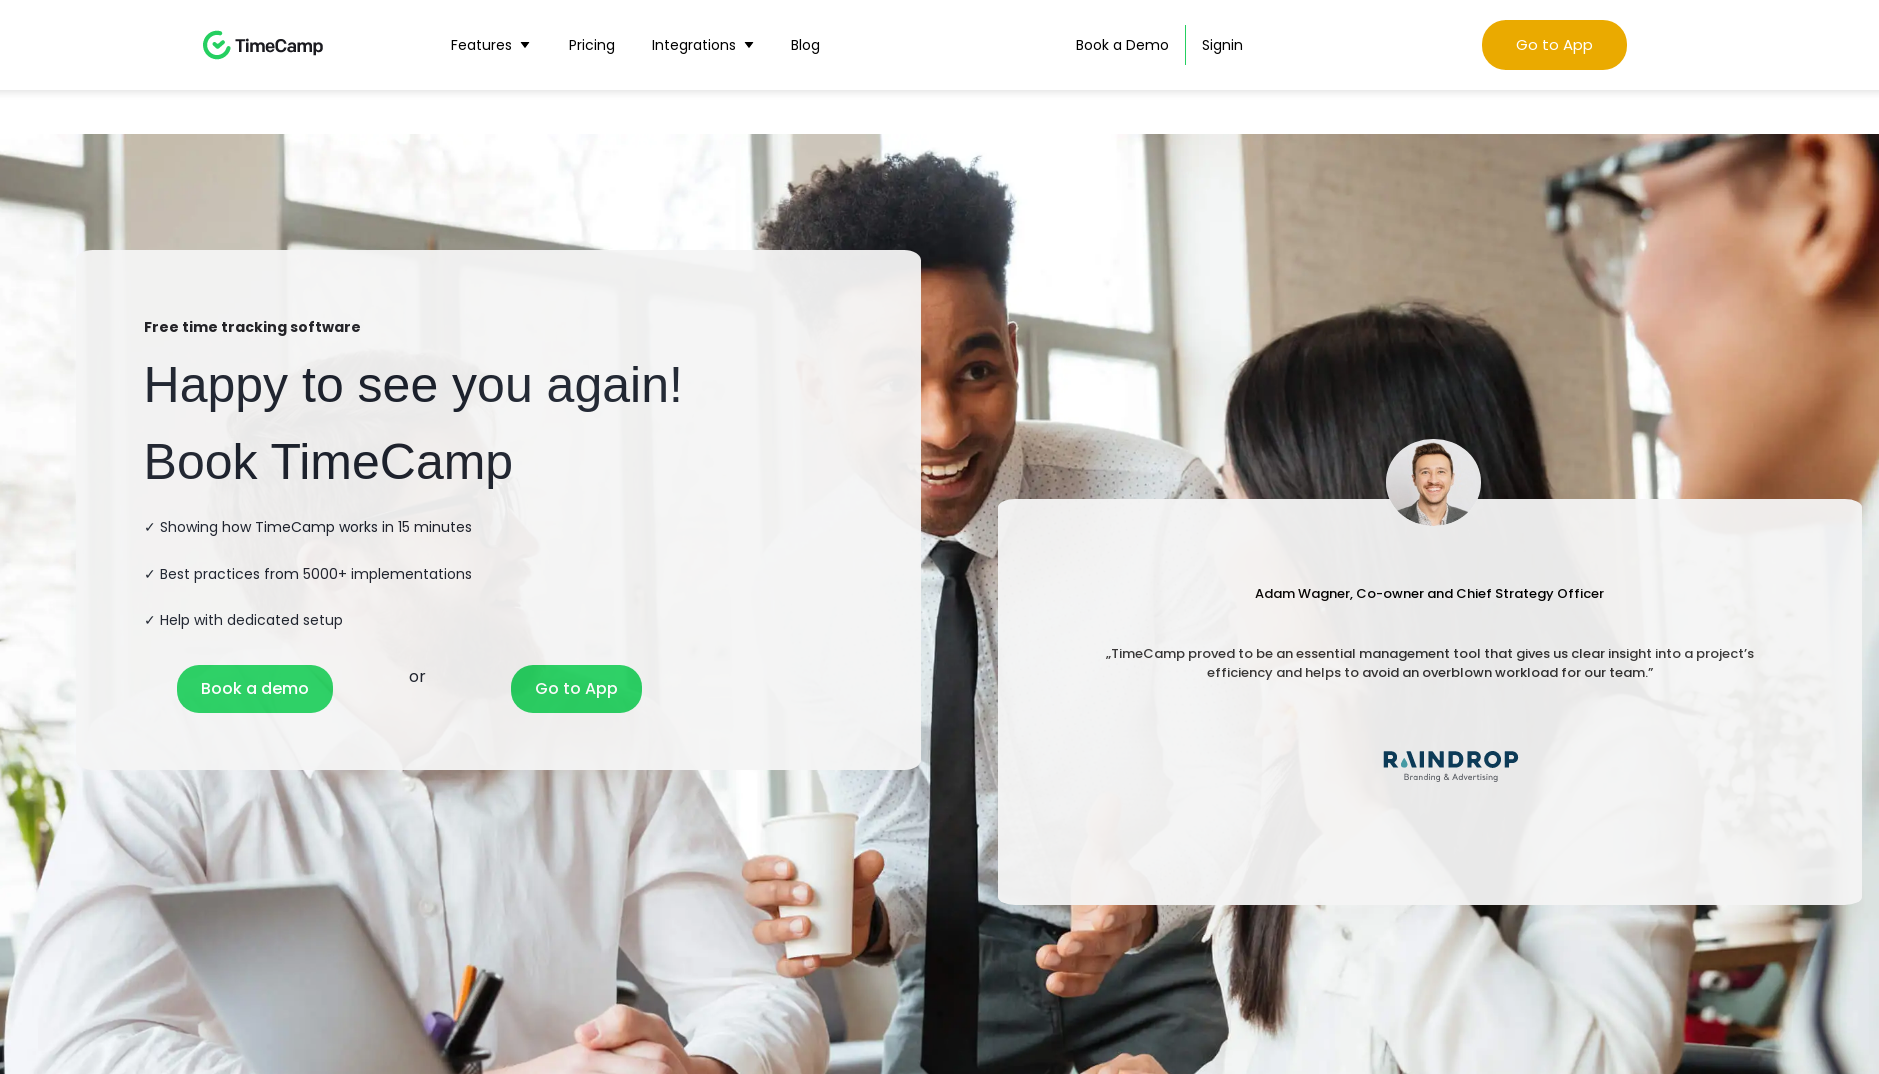 TimeCamp
Features
Pricing
Integrations
Blog
Book a Demo
Signin
Go to App
Free time tracking software
Happy to see you again!
Book TimeCamp
✓ Showing how TimeCamp works in 15 minutes
✓ Best practices from 5000+ implementations
✓ Help with dedicated setup
Book a demo
or
Go to App
Adam Wagner, Co-owner and Chief Strategy Officer
„TimeCamp proved to be an essential management tool that gives us clear insight into a project’s
efficiency and helps to avoid an overblown workload for our team.”
RAINDROP
Branding & Advertising